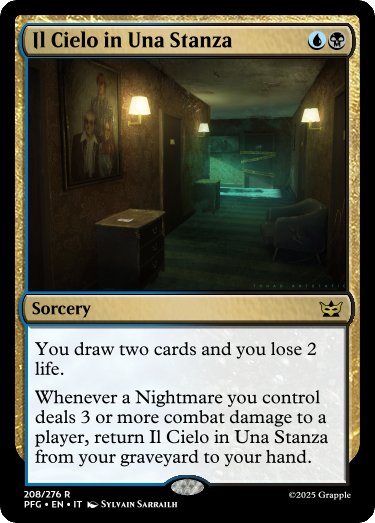 Il Cielo in Una Stanza
Sorcery
You draw two cards and you lose 2
life.
Whenever a Nightmare you control
deals 3 or more combat damage to a
player, return Il Cielo in Una Stanza
from your graveyard to your hand.
208/276 R
PFG • EN • IT Sylvain Sarrailh
©2025 Grapple